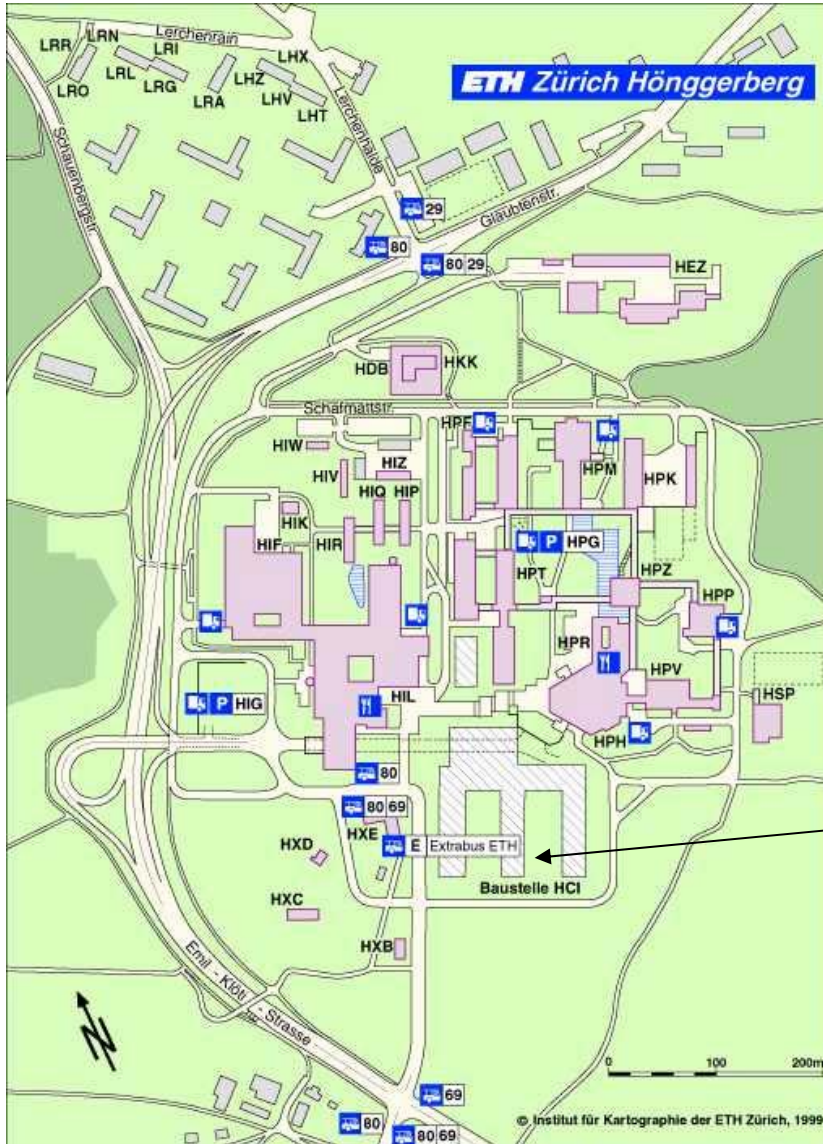 LRR
LRN
LRI
Lerchenrain
LHX
LRO
LRL
LRG
LRA
LHZ
LHV
LHT
ETH Zürich Hönggerberg
Lerchenhalde
Schauenbergstr.
29
Glaubtenstr.
80
80 29
HEZ
HDB
HKK
Schafmattstr.
HPF
HIW
HIZ
HPM
HIV
HIQ
HIP
HPK
HIK
HIF
HIR
P HPG
HPT
HPZ
HPP
HPR
HPV
HIL
HSP
P HIG
HPH
80
80 69
HXE
E Extrabus ETH
HXD
Baustelle HCI
HXC
HXB
Emil - Klöti - Strasse
N
0 100 200m
69
80
80 69
© Institut für Kartographie der ETH Zürich, 1999